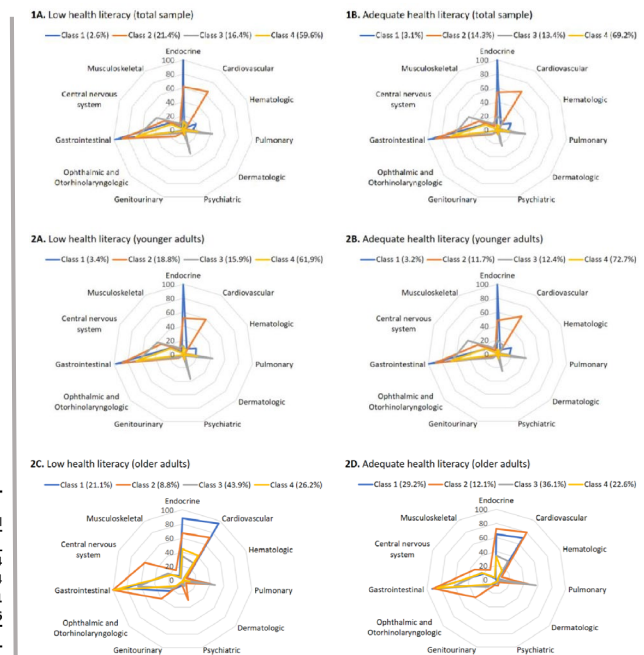 1A. Low health literacy (total sample)
Class 1 (2.6%) Class 2 (21.4%) Class 3 (16.4%) Class 4 (59.6%)
Endocrine
100
80
60
40
20
0
Cardiovascular
Hematologic
Pulmonary
Dermatologic
Psychiatric
Genitourinary
Ophthalmic and
Otorhinolaryngologic
Gastrointestinal
Central nervous
system
Musculoskeletal
1B. Adequate health literacy (total sample)
Class 1 (3.1%) Class 2 (14.3%) Class 3 (13.4%) Class 4 (69.2%)
Endocrine
100
80
60
40
20
0
Cardiovascular
Hematologic
Pulmonary
Dermatologic
Psychiatric
Genitourinary
Ophthalmic and
Otorhinolaryngologic
Gastrointestinal
Central nervous
system
Musculoskeletal
2A. Low health literacy (younger adults)
Class 1 (3.4%) Class 2 (18.8%) Class 3 (15.9%) Class 4 (61,9%)
Endocrine
100
80
60
40
20
0
Cardiovascular
Hematologic
Pulmonary
Dermatologic
Psychiatric
Genitourinary
Ophthalmic and
Otorhinolaryngologic
Gastrointestinal
Central nervous
system
Musculoskeletal
2B. Adequate health literacy (younger adults)
Class 1 (3.2%) Class 2 (11.7%) Class 3 (12.4%) Class 4 (72.7%)
Endocrine
100
80
60
40
20
0
Cardiovascular
Hematologic
Pulmonary
Dermatologic
Psychiatric
Genitourinary
Ophthalmic and
Otorhinolaryngologic
Gastrointestinal
Central nervous
system
Musculoskeletal
2C. Low health literacy (older adults)
Class 1 (21.1%) Class 2 (8.8%) Class 3 (43.9%) Class 4 (26.2%)
Endocrine
100
80
60
40
20
0
Cardiovascular
Hematologic
Pulmonary
Dermatologic
Psychiatric
Genitourinary
Ophthalmic and
Otorhinolaryngologic
Gastrointestinal
Central nervous
system
Musculoskeletal
2D. Adequate health literacy (older adults)
Class 1 (29.2%) Class 2 (12.1%) Class 3 (36.1%) Class 4 (22.6%)
Endocrine
100
80
60
40
20
0
Cardiovascular
Hematologic
Pulmonary
Dermatologic
Psychiatric
Genitourinary
Ophthalmic and
Otorhinolaryngologic
Gastrointestinal
Central nervous
system
Musculoskeletal